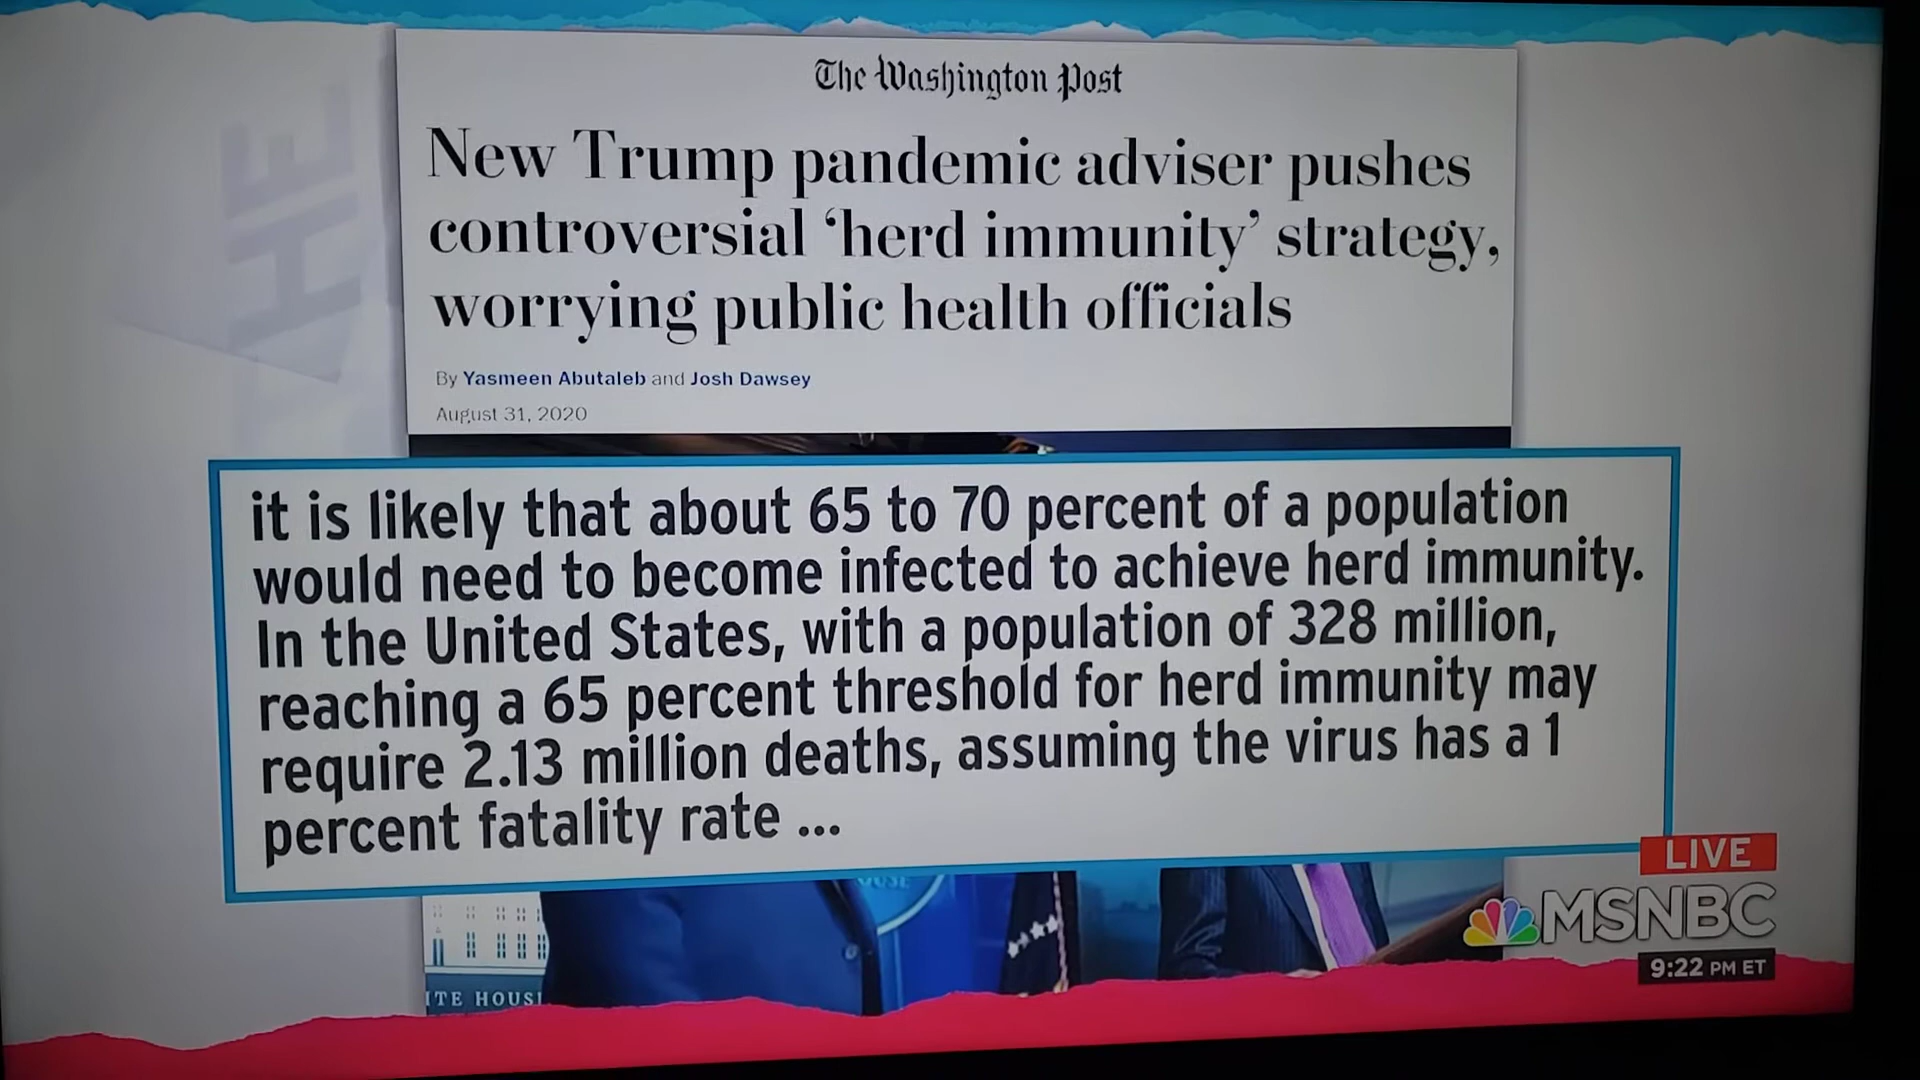 THE
The Washington Post
New Trump pandemic adviser pushes
controversial ‘herd immunity’ strategy,
worrying public health officials
By Yasmeen Abutaleb and Josh Dawsey
August 31, 2020
it is likely that about 65 to 70 percent of a population
would need to become infected to achieve herd immunity.
In the United States, with a population of 328 million,
reaching a 65 percent threshold for herd immunity may
require 2.13 million deaths, assuming the virus has a 1
percent fatality rate ...
LIVE
MSNBC
9:22 PM ET
ITE HOUS